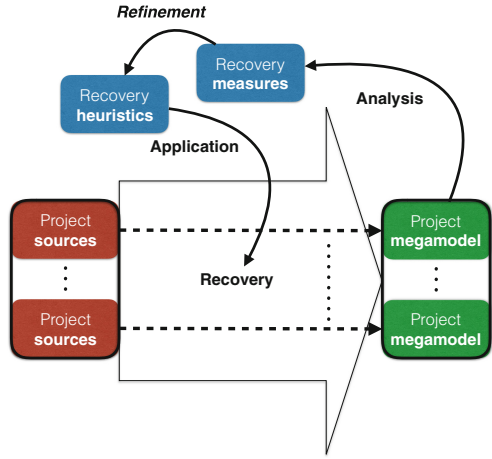 Refinement
Recovery
measures
Recovery
heuristics
Analysis
Application
Project
sources
Project
megamodel
Recovery
Project
sources
Project
megamodel